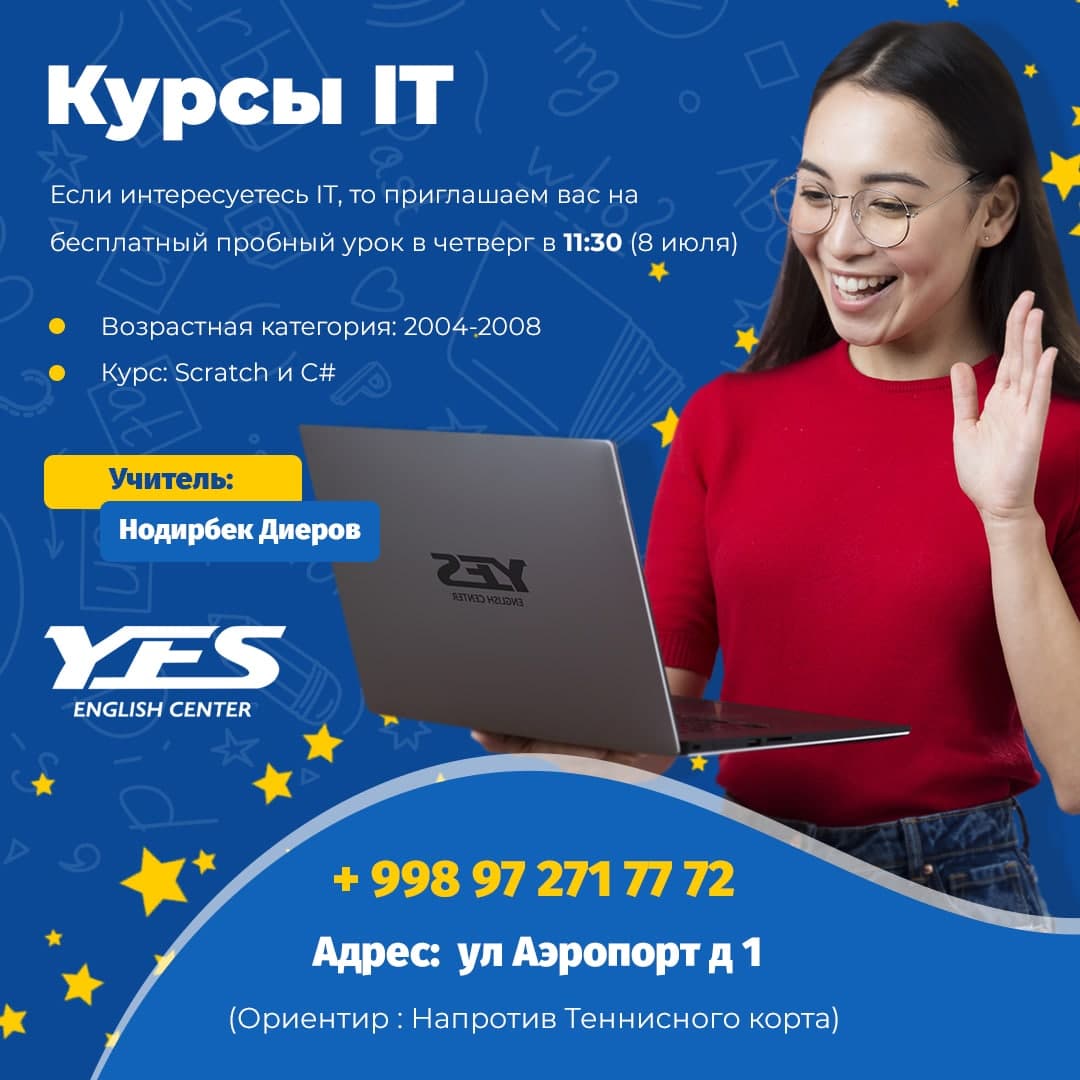 Курсы IT
Если интересуетесь IT, то приглашаем вас на
бесплатный пробный урок в четверг в 11:30 (8 июля)
Возрастная категория: 2004-2008
Курс: Scratch и C#
Учитель:
Нодирбек Диеров
YES
ENGLISH CENTER
YES
ENGLISH CENTER
+ 998 97 271 77 72
Адрес: ул Аэропорт д 1
(Ориентир : Напротив Теннисного корта)